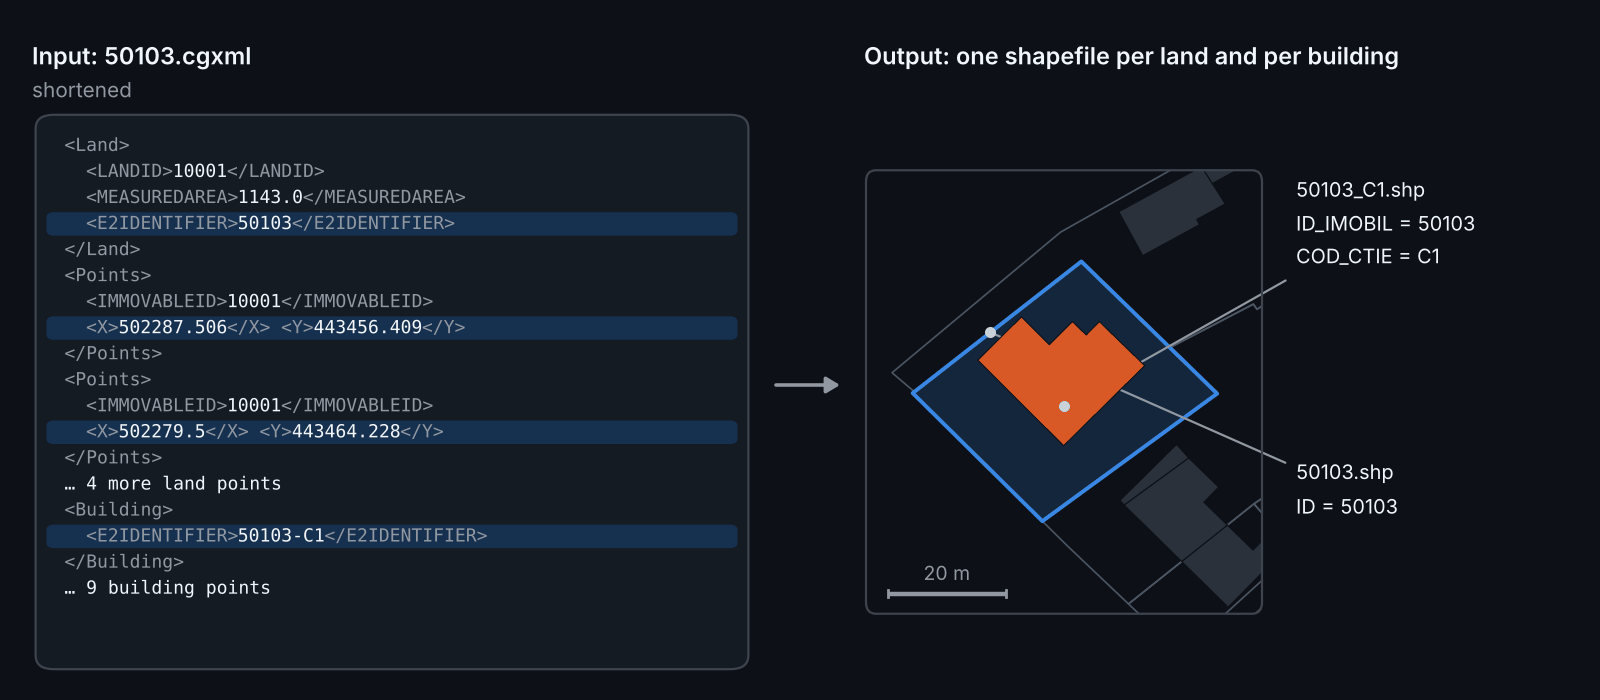 Input: 50103.cgxml
shortened
<Land>
<LANDID>10001</LANDID>
<MEASUREDAREA>1143.0</MEASUREDAREA>
<E2IDENTIFIER>50103</E2IDENTIFIER>
</Land>
<Points>
<IMMOVABLEID>10001</IMMOVABLEID>
<X>502287.506</X> <Y>443456.409</Y>
</Points>
<Points>
<IMMOVABLEID>10001</IMMOVABLEID>
<X>502279.5</X> <Y>443464.228</Y>
</Points>
… 4 more land points
<Building>
<E2IDENTIFIER>50103-C1</E2IDENTIFIER>
</Building>
… 9 building points
Output: one shapefile per land and per building
50103_C1.shp
ID_IMOBIL = 50103
COD_CTIE = C1
50103.shp
ID = 50103
20 m